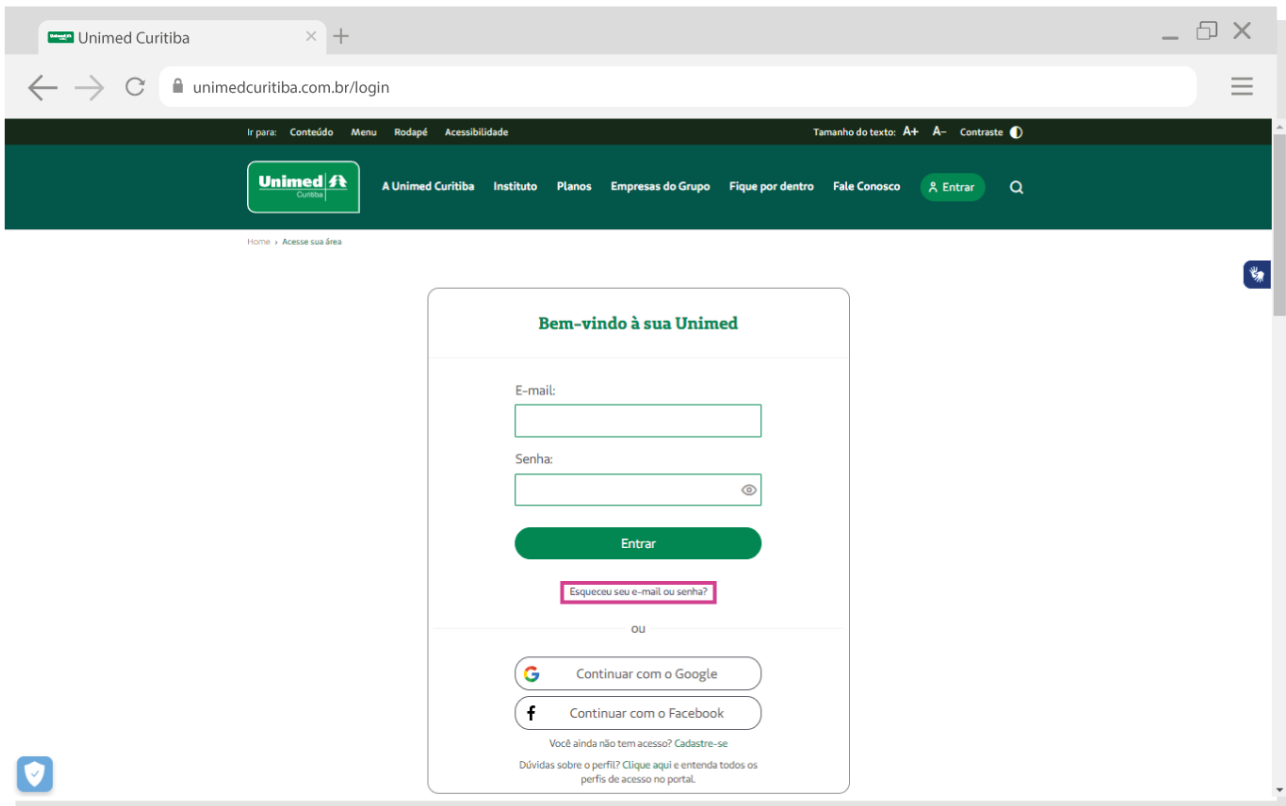 Unimed Curitiba
unimedcuritiba.com.br/login
Ir para: Conteúdo Menu Rodapé Acessibilidade Tamanho do texto: A+ A- Contraste
Unimed
Curitiba
A Unimed Curitiba Instituto Planos Empresas do Grupo Fique por dentro Fale Conosco Entrar
Home › Acesse sua área
Bem-vindo à sua Unimed
E-mail:
Senha:
Entrar
Esqueceu seu e-mail ou senha?
ou
Continuar com o Google
Continuar com o Facebook
Você ainda não tem acesso? Cadastre-se
Dúvidas sobre o perfil? Clique aqui e entenda todos os
perfis de acesso no portal.